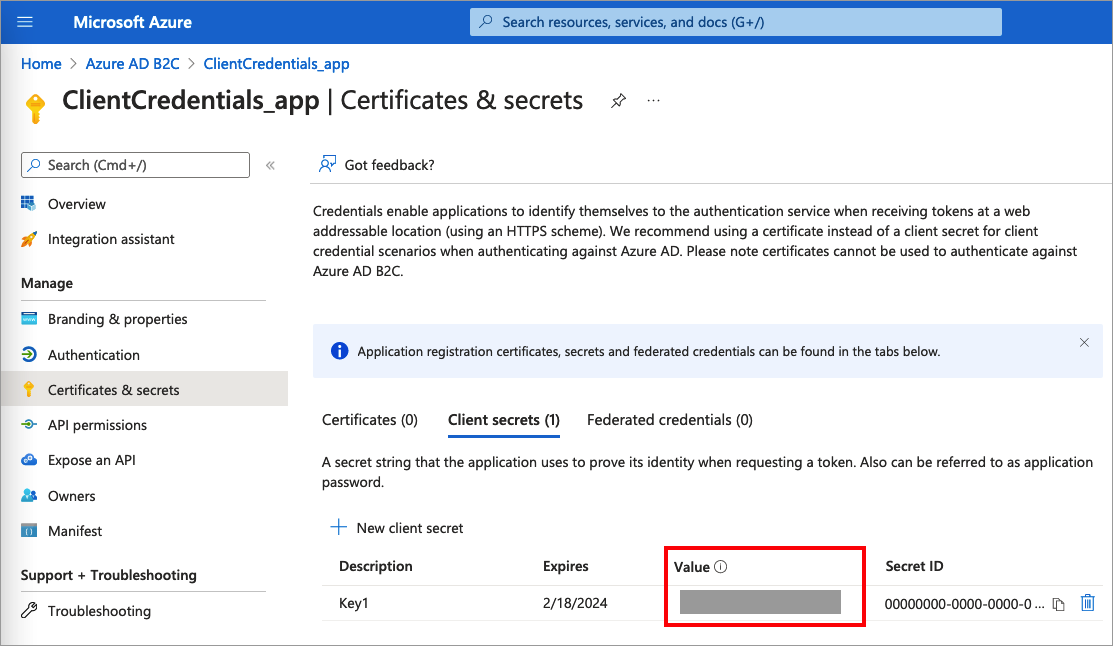 Microsoft Azure
Search resources, services, and docs (G+/)
Home > Azure AD B2C > ClientCredentials_app
ClientCredentials_app | Certificates & secrets
Search (Cmd+/)
«
Got feedback?
Overview
Integration assistant
Manage
Branding & properties
Authentication
Certificates & secrets
API permissions
Expose an API
Owners
Manifest
Support + Troubleshooting
Troubleshooting
Credentials enable applications to identify themselves to the authentication service when receiving tokens at a web
addressable location (using an HTTPS scheme). We recommend using a certificate instead of a client secret for client
credential scenarios when authenticating against Azure AD. Please note certificates cannot be used to authenticate against
Azure AD B2C.
Application registration certificates, secrets and federated credentials can be found in the tabs below.
Certificates (0) Client secrets (1) Federated credentials (0)
A secret string that the application uses to prove its identity when requesting a token. Also can be referred to as application
password.
New client secret
Description Expires Value Secret ID
Key1 2/18/2024 00000000-0000-0000-0 ...